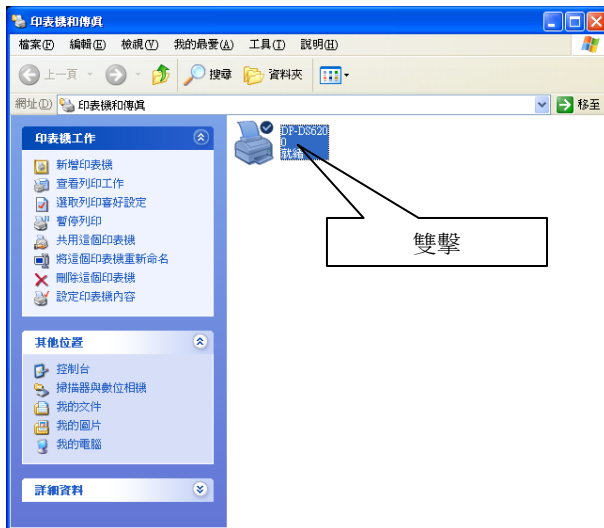 印表機和傳真
檔案(F) 編輯(E) 檢視(V) 我的最愛(A) 工具(T) 說明(H)
上一頁 搜尋 資料夾
網址(D) 印表機和傳真 移至
印表機工作
新增印表機
查看列印工作
選取列印喜好設定
暫停列印
共用這個印表機
將這個印表機重新命名
刪除這個印表機
設定印表機內容
其他位置
控制台
掃描器與數位相機
我的文件
我的圖片
我的電腦
詳細資料
DP-DS620
0
就緒
雙擊